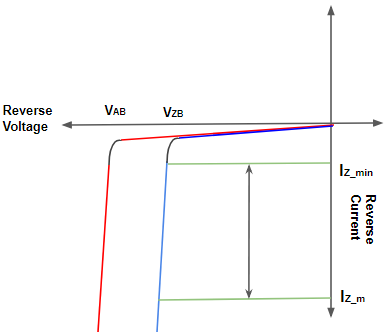 Reverse
Voltage
VAB
VZB
IZ_min
Reverse
Current
IZ_m